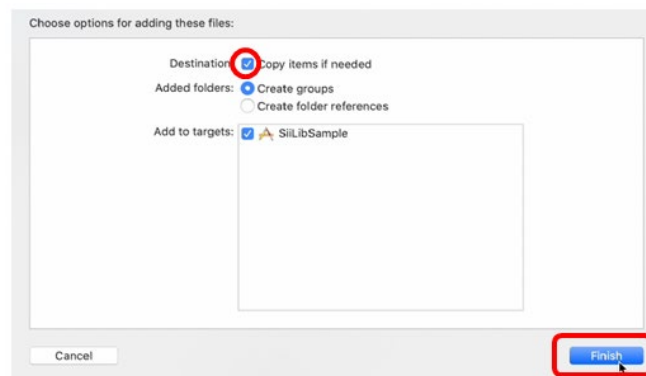 Choose options for adding these files:
Destination: Copy items if needed
Added folders: Create groups
Create folder references
Add to targets: SiiLibSample
Cancel
Finish